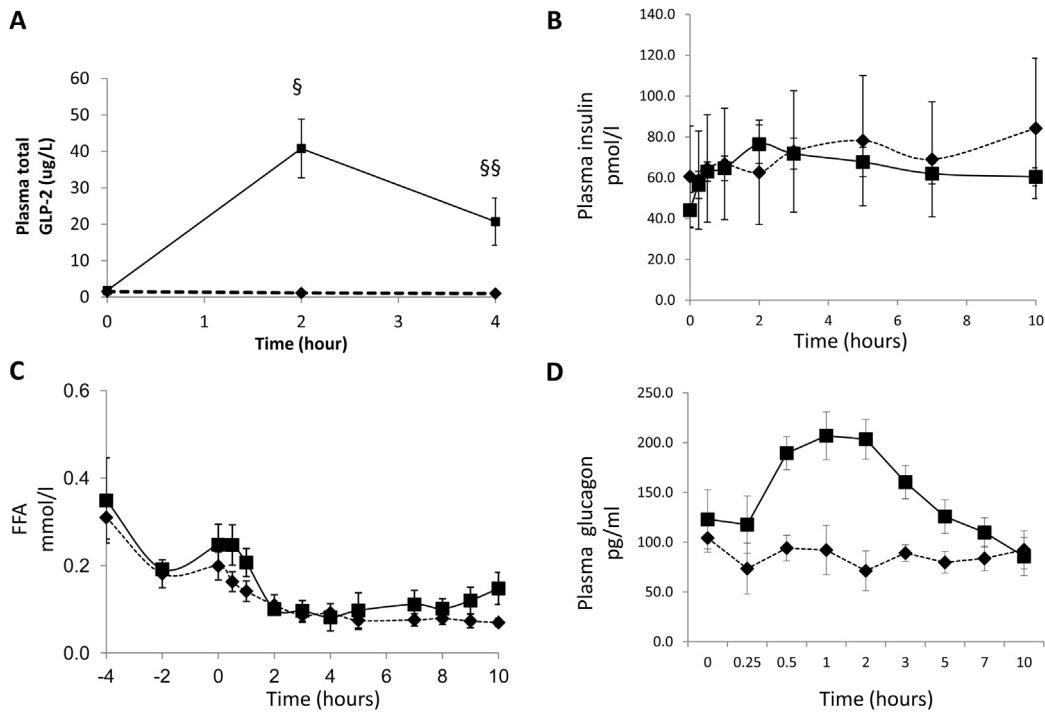 A
60
50
40
30
20
10
0
Plasma total
GLP-2 (ug/L)
§
§§
0 1 2 3 4
Time (hour)
B
140.0
120.0
100.0
80.0
60.0
40.0
20.0
0.0
Plasma insulin
pmol/l
0 2 4 6 8 10
Time (hours)
C
0.6
0.4
0.2
0.0
FFA
mmol/l
-4 -2 0 2 4 6 8 10
Time (hours)
D
250.0
200.0
150.0
100.0
50.0
0.0
Plasma glucagon
pg/ml
0 0.25 0.5 1 2 3 5 7 10
Time (hours)